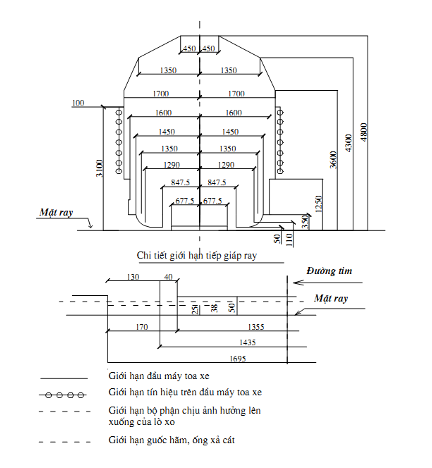 450 450
1350 1350
1700 1700
100
1600 1600
1450 1450
1350 1350
1290 1290
847.5 847.5
677.5 677.5
3100
3600
4300
4800
1250
350
50
110
Mặt ray
Chi tiết giới hạn tiếp giáp ray
Đường tim
130 40
Mặt ray
25 38 50
170 1355
1435
1695
Giới hạn đầu máy toa xe
Giới hạn tín hiệu trên đầu máy toa xe
Giới hạn bộ phận chịu ảnh hưởng lên
xuống của lò xo
Giới hạn guốc hãm, ống xả cát